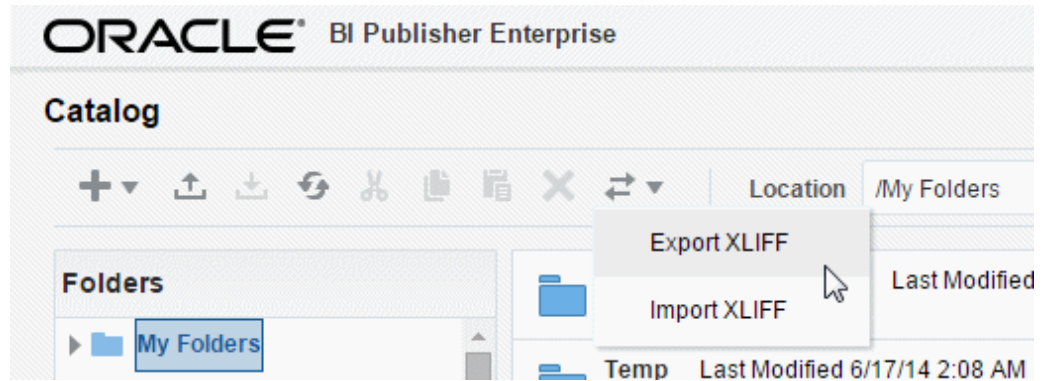 ORACLE® BI Publisher Enterprise
Catalog
Location /My Folders
Export XLIFF
Import XLIFF
Folders
Last Modified
My Folders
Temp Last Modified 6/17/14 2:08 AM